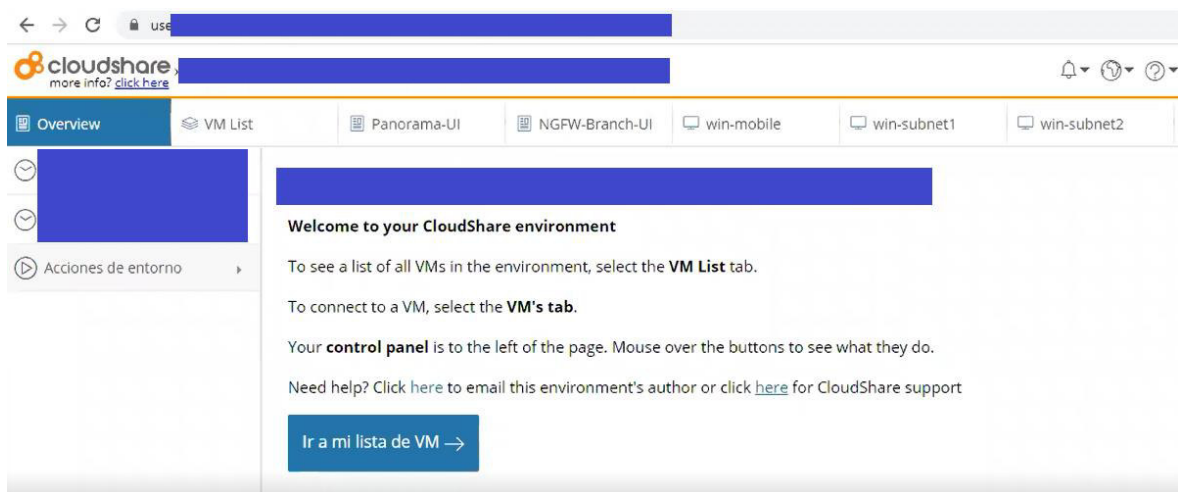 use
cloudshare
more info? click here
Overview
VM List
Panorama-UI
NGFW-Branch-UI
win-mobile
win-subnet1
win-subnet2
Acciones de entorno
Welcome to your CloudShare environment
To see a list of all VMs in the environment, select the VM List tab.
To connect to a VM, select the VM's tab.
Your control panel is to the left of the page. Mouse over the buttons to see what they do.
Need help? Click here to email this environment's author or click here for CloudShare support
Ir a mi lista de VM →